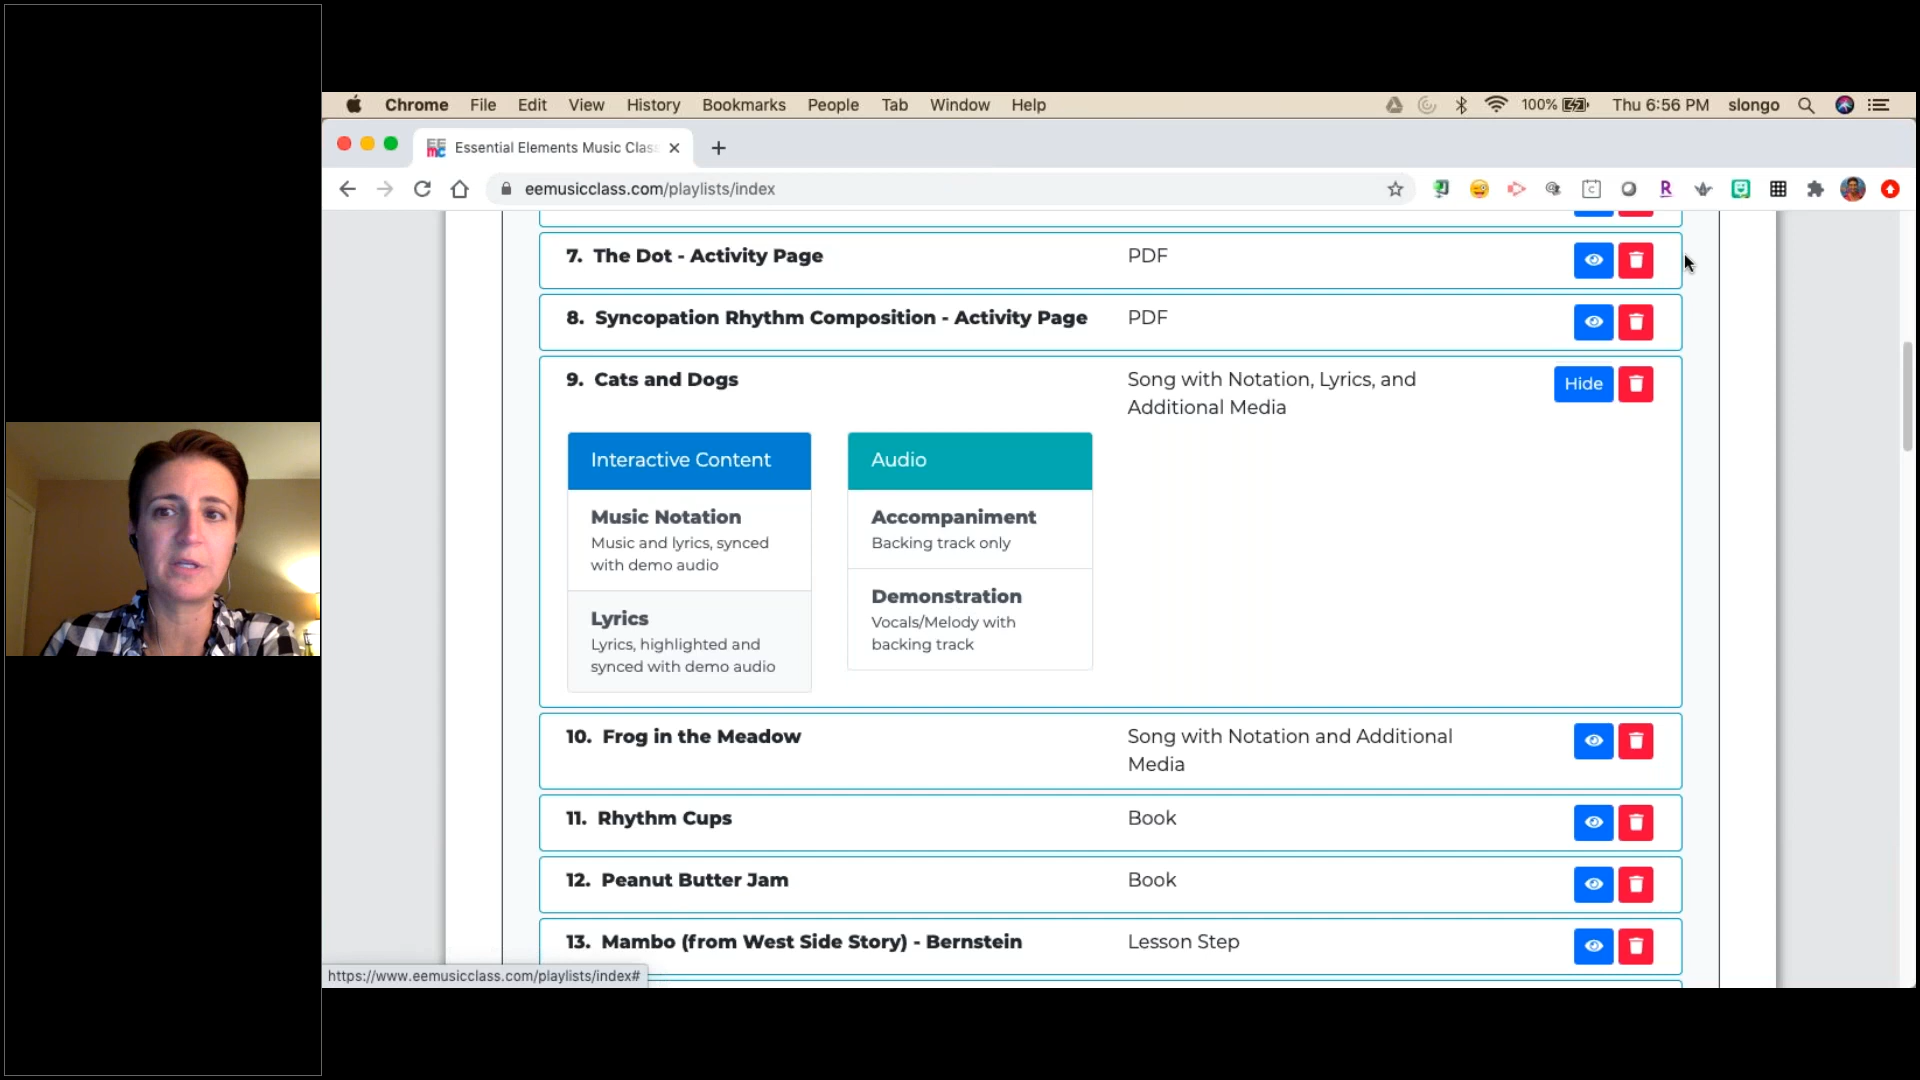 Chrome File Edit View History Bookmarks People Tab Window Help 100% Thu 6:56 PM slongo
Essential Elements Music Clas
eemusicclass.com/playlists/index
7. The Dot - Activity Page PDF
8. Syncopation Rhythm Composition - Activity Page PDF
9. Cats and Dogs Song with Notation, Lyrics, and Hide
Additional Media
Interactive Content Audio
Music Notation Accompaniment
Music and lyrics, synced Backing track only
with demo audio
Demonstration
Lyrics Vocals/Melody with
Lyrics, highlighted and backing track
synced with demo audio
10. Frog in the Meadow Song with Notation and Additional
Media
11. Rhythm Cups Book
12. Peanut Butter Jam Book
13. Mambo (from West Side Story) - Bernstein Lesson Step
https://www.eemusicclass.com/playlists/index#